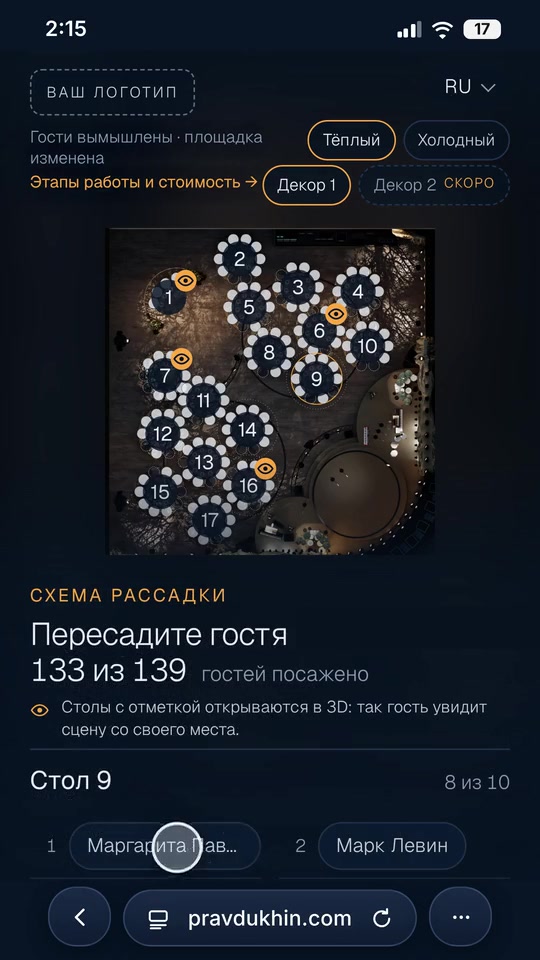 2:15
17
ВАШ ЛОГОТИП
RU
Гости вымышлены · площадка
изменена
Тёплый
Холодный
Этапы работы и стоимость →
Декор 1
Декор 2 СКОРО
2
1
3
4
5
6
10
8
9
7
11
12
14
13
16
15
17
СХЕМА РАССАДКИ
Пересадите гостя
133 из 139 гостей посажено
Столы с отметкой открываются в 3D: так гость увидит
сцену со своего места.
Стол 9
8 из 10
1 Маргарита Пав...
2 Марк Левин
pravdukhin.com